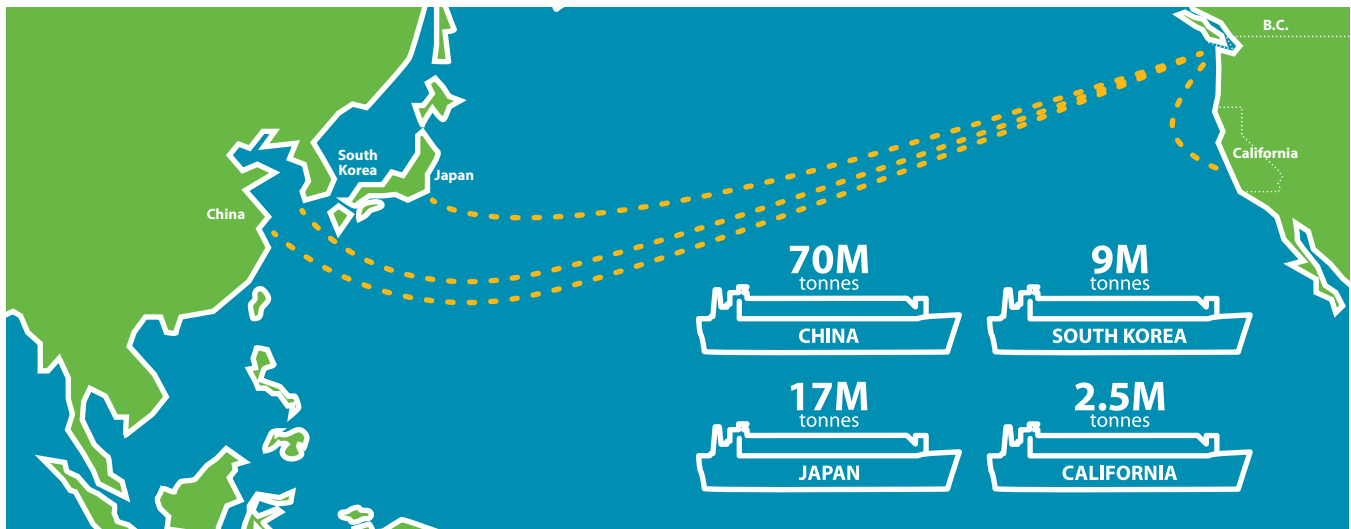 B.C.
South
Korea
Japan
California
China
70M
tonnes
CHINA
9M
tonnes
SOUTH KOREA
17M
tonnes
JAPAN
2.5M
tonnes
CALIFORNIA